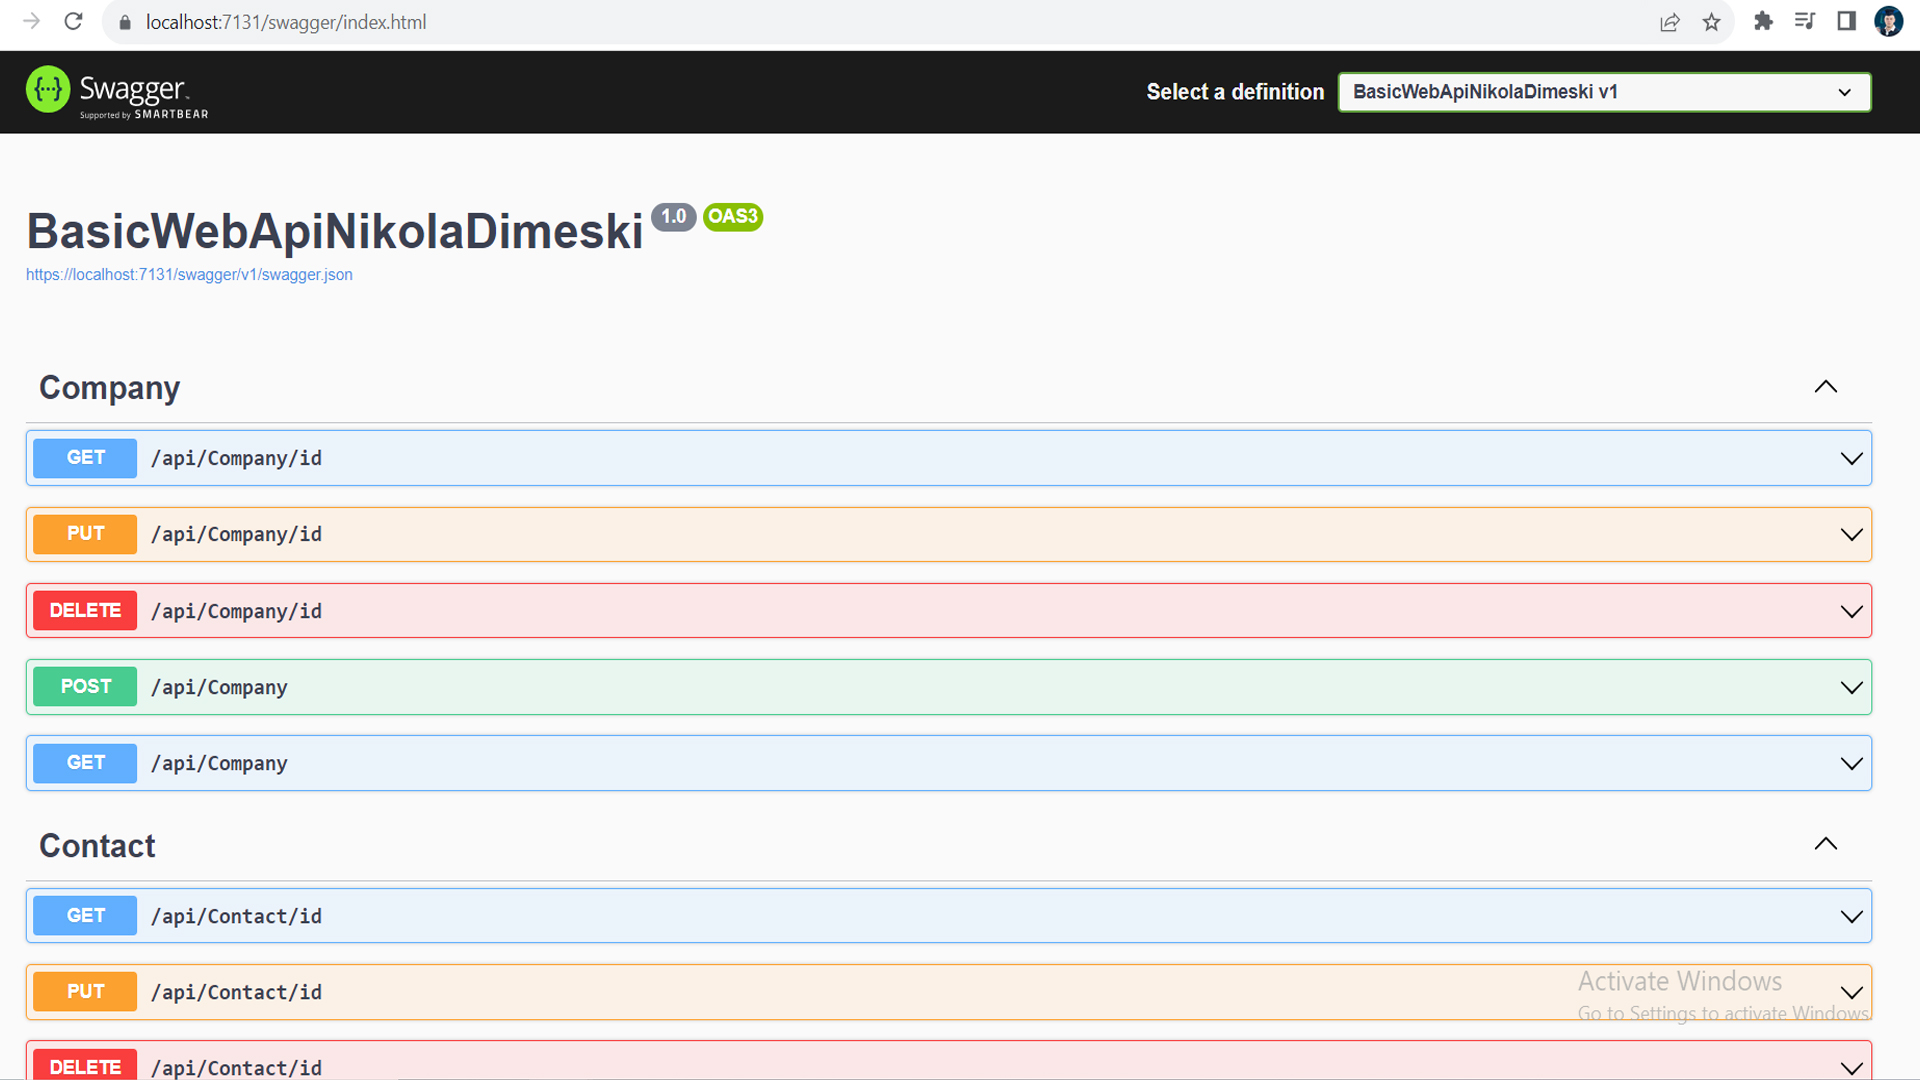 localhost:7131/swagger/index.html
Swagger
Supported by SMARTBEAR
Select a definition
BasicWebApiNikolaDimeski v1
BasicWebApiNikolaDimeski 1.0 OAS3
https://localhost:7131/swagger/v1/swagger.json
Company
GET /api/Company/id
PUT /api/Company/id
DELETE /api/Company/id
POST /api/Company
GET /api/Company
Contact
GET /api/Contact/id
PUT /api/Contact/id
Activate Windows
Go to Settings to activate Windows.
DELETE /api/Contact/id